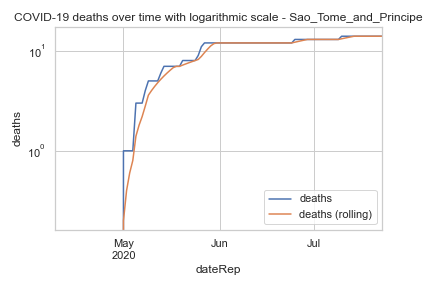 COVID-19 deaths over time with logarithmic scale - Sao_Tome_and_Principe
10¹
10⁰
deaths
deaths
deaths (rolling)
May
2020
Jun
Jul
dateRep